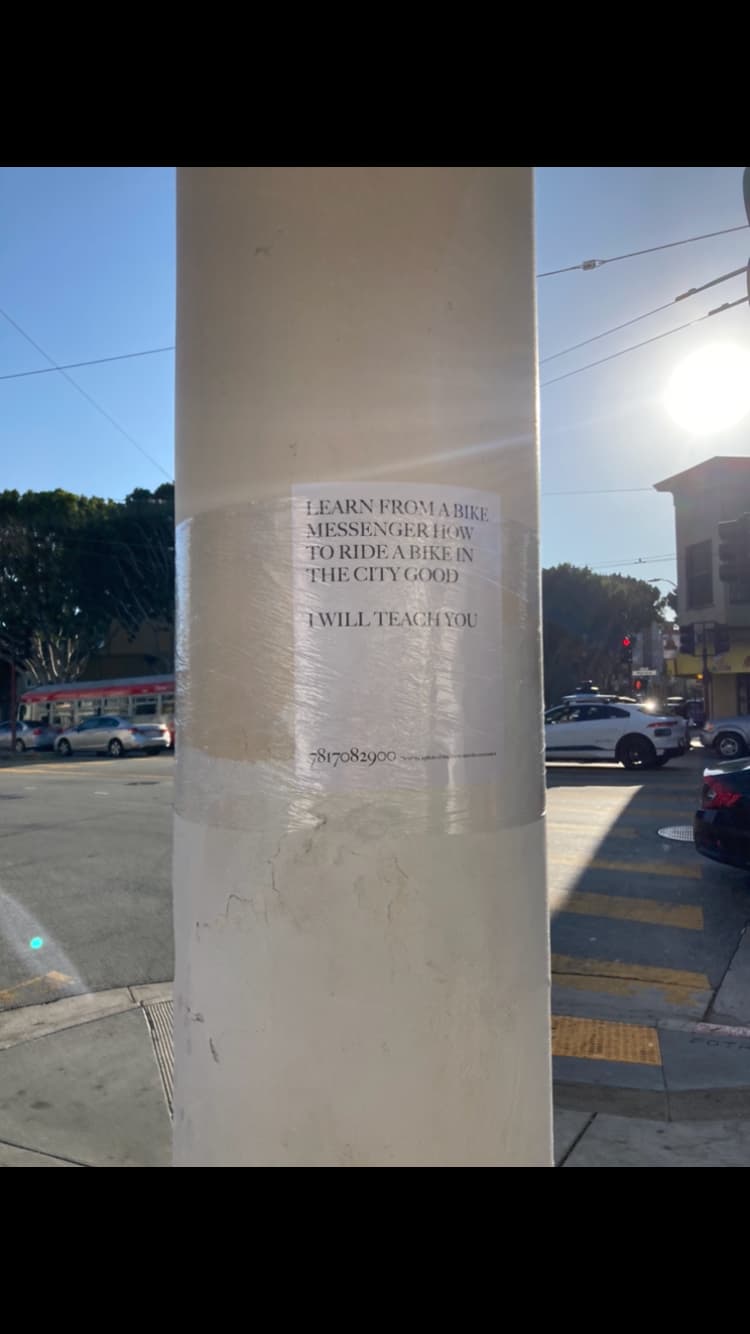 LEARN FROM A BIKE
MESSENGER HOW
TO RIDE A BIKE IN
THE CITY GOOD
I WILL TEACH YOU
7817082900